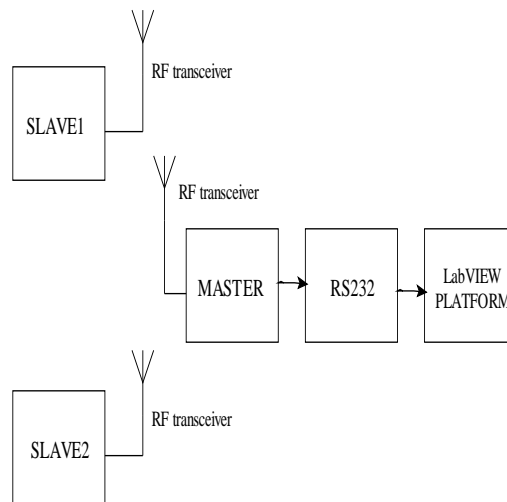 RF transceiver
SLAVE1
RF transceiver
MASTER
RS232
LabVIEW
PLATFORM
RF transceiver
SLAVE2